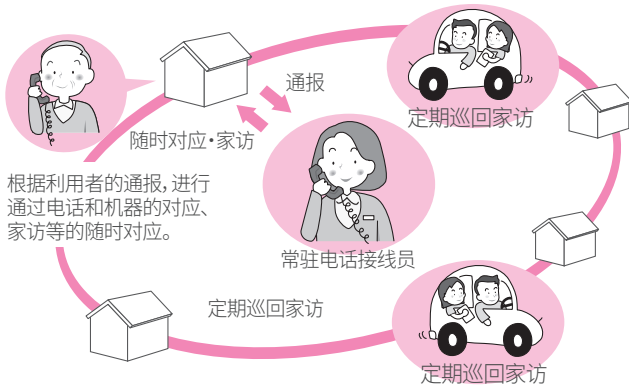 通报
定期巡回家访
随时对应·家访
根据利用者的通报,进行
通过电话和机器的对应、
家访等的随时对应。
常驻电话接线员
定期巡回家访
定期巡回家访